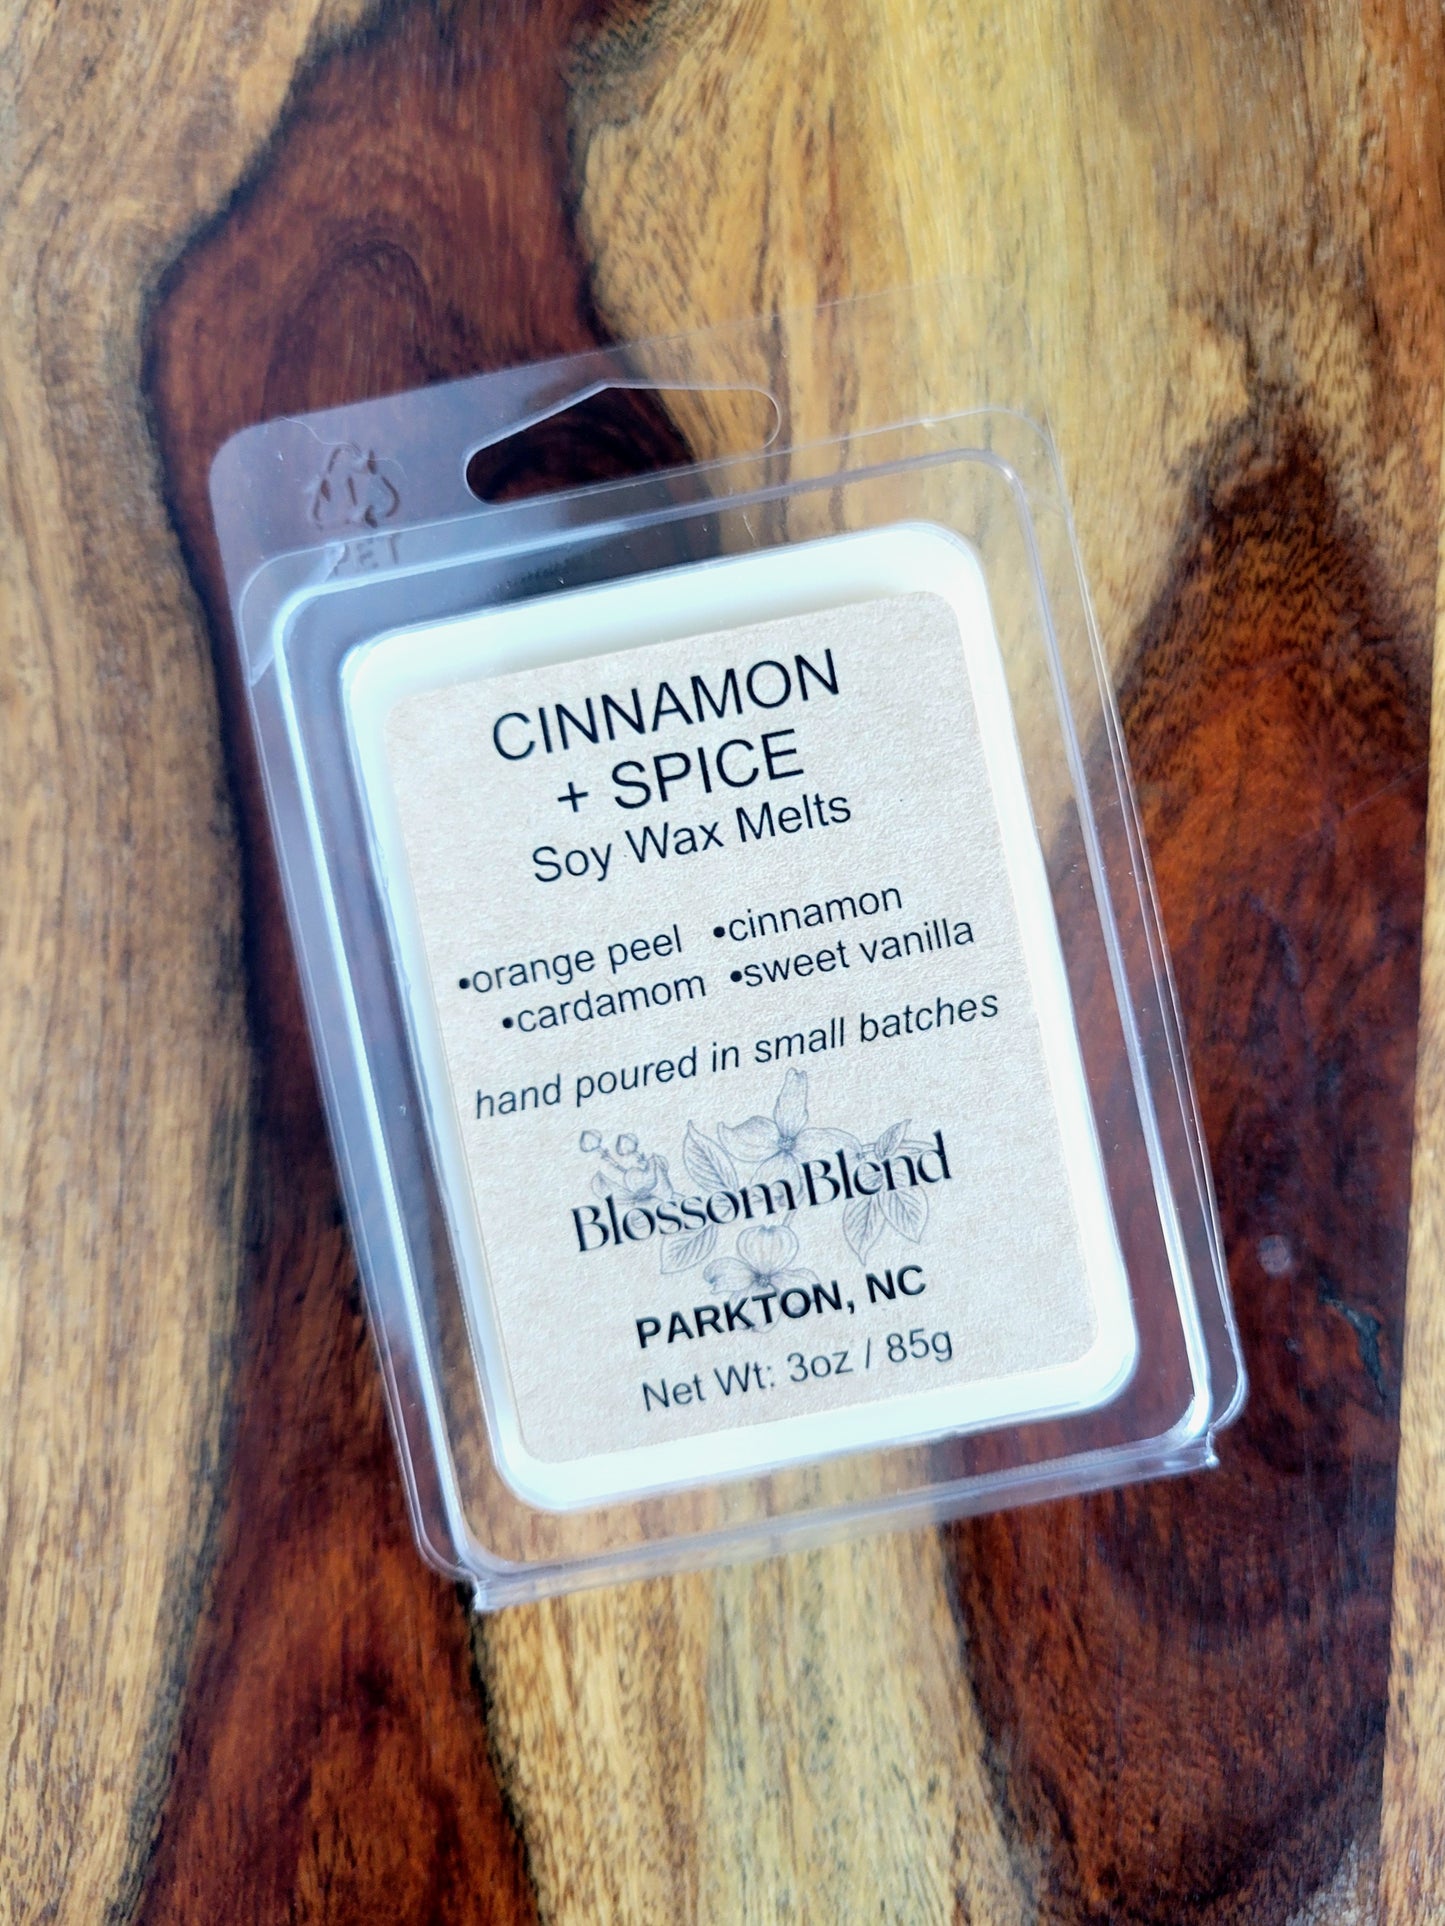 PET
CINNAMON
+ SPICE
Soy Wax Melts
•orange peel •cinnamon
•cardamom •sweet vanilla
hand poured in small batches
Blossom Blend
PARKTON, NC
Net Wt: 3oz / 85g